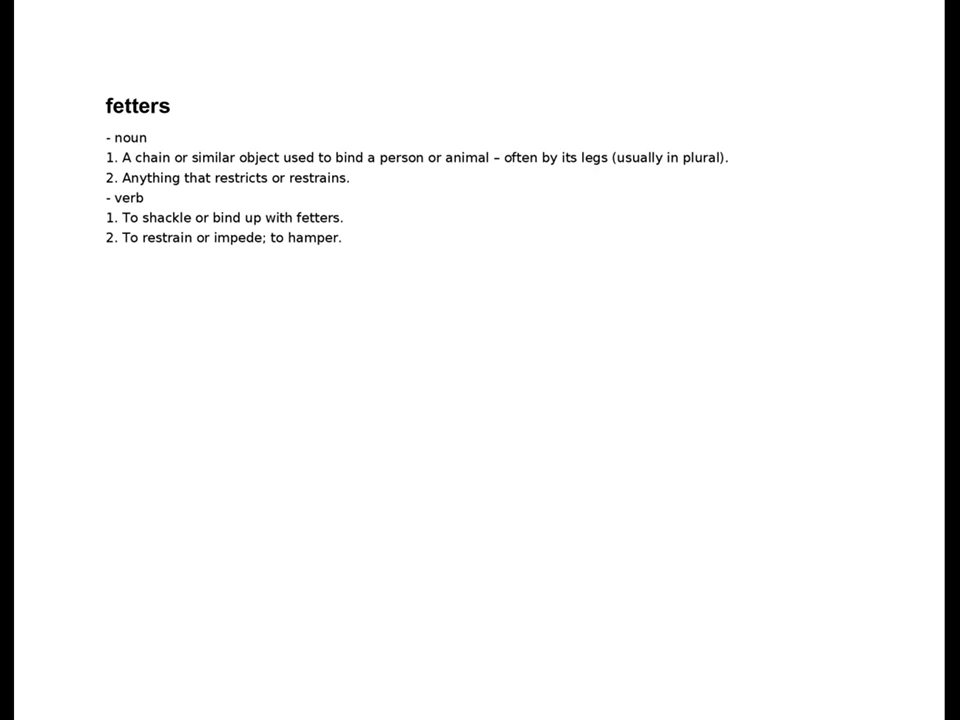 fetters
- noun
1. A chain or similar object used to bind a person or animal – often by its legs (usually in plural).
2. Anything that restricts or restrains.
- verb
1. To shackle or bind up with fetters.
2. To restrain or impede; to hamper.